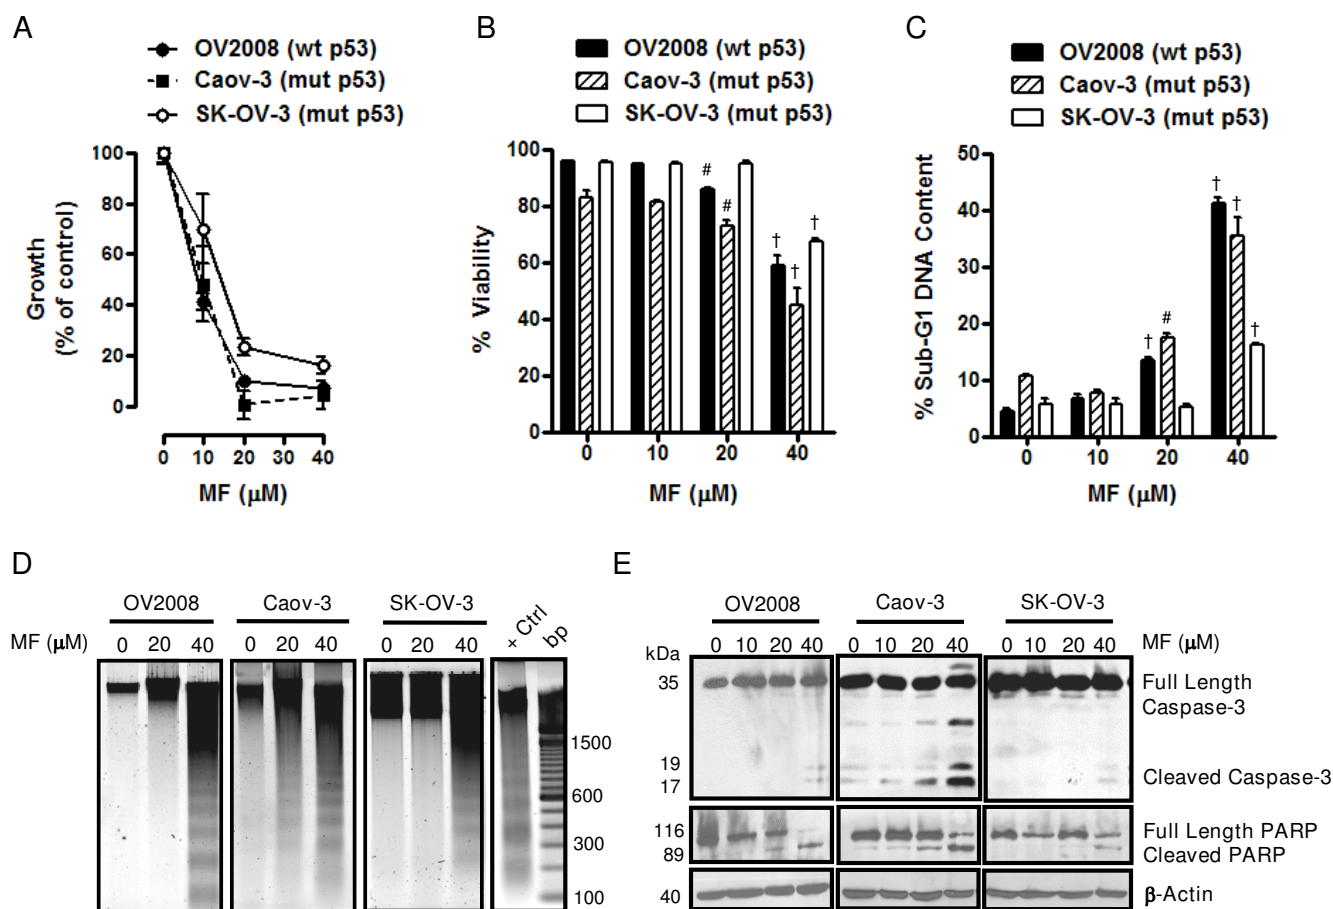 A
OV2008 (wt p53)
Caov-3 (mut p53)
SK-OV-3 (mut p53)
Growth
(% of control)
100
80
60
40
20
0
0 10 20 30 40
MF (μM)
B
OV2008 (wt p53)
Caov-3 (mut p53)
SK-OV-3 (mut p53)
% Viability
100
80
60
40
20
0
# # † † †
0 10 20 40
MF (μM)
C
OV2008 (wt p53)
Caov-3 (mut p53)
SK-OV-3 (mut p53)
% Sub-G1 DNA Content
50
40
30
20
10
0
† # † † †
0 10 20 40
MF (μM)
D
OV2008 Caov-3 SK-OV-3 + Ctrl bp
MF (μM) 0 20 40 0 20 40 0 20 40
1500
600
300
100
E
OV2008 Caov-3 SK-OV-3
0 10 20 40 0 10 20 40 0 10 20 40 MF (μM)
kDa
35 Full Length
Caspase-3
19
17 Cleaved Caspase-3
116 Full Length PARP
89 Cleaved PARP
40 β-Actin